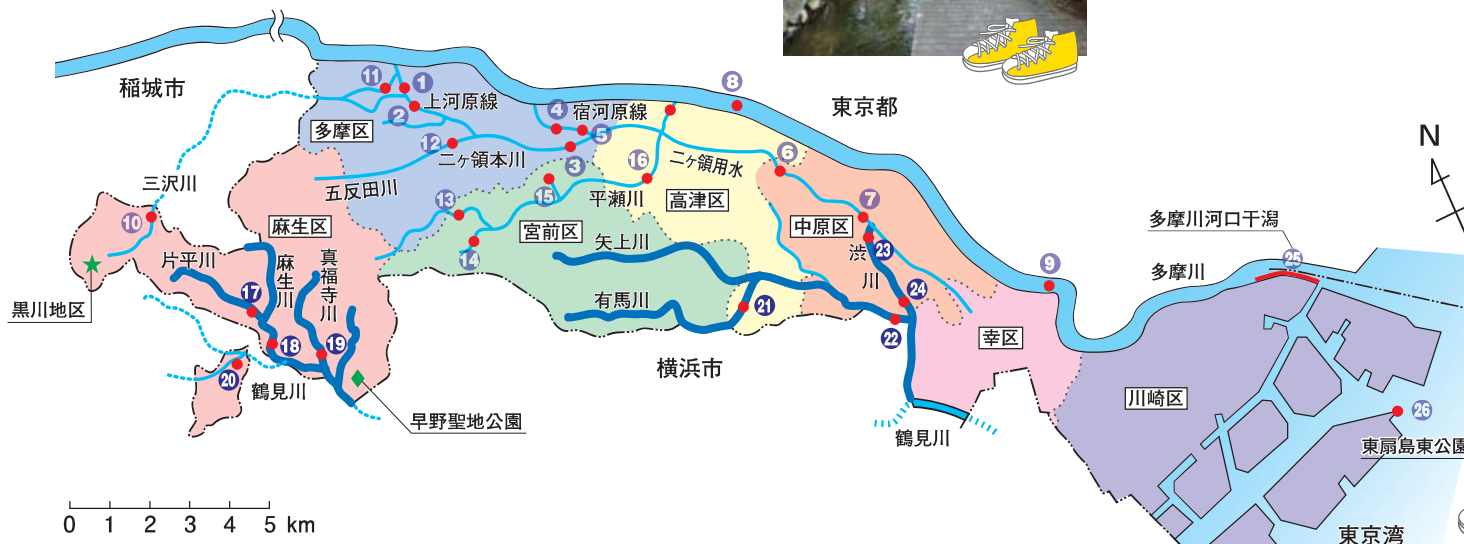 稲城市
東京都
横浜市
東京湾
多摩区
麻生区
宮前区
高津区
中原区
幸区
川崎区
上河原線
宿河原線
二ヶ領本川
二ケ領用水
五反田川
三沢川
平瀬川
片平川
麻生川
真福寺川
矢上川
有馬川
渋川
鶴見川
鶴見川
多摩川
多摩川河口干潟
東扇島東公園
黒川地区
早野聖地公園
1
2
3
4
5
6
7
8
9
10
11
12
13
14
15
16
17
18
19
20
21
22
23
24
25
26
N
0 1 2 3 4 5 km